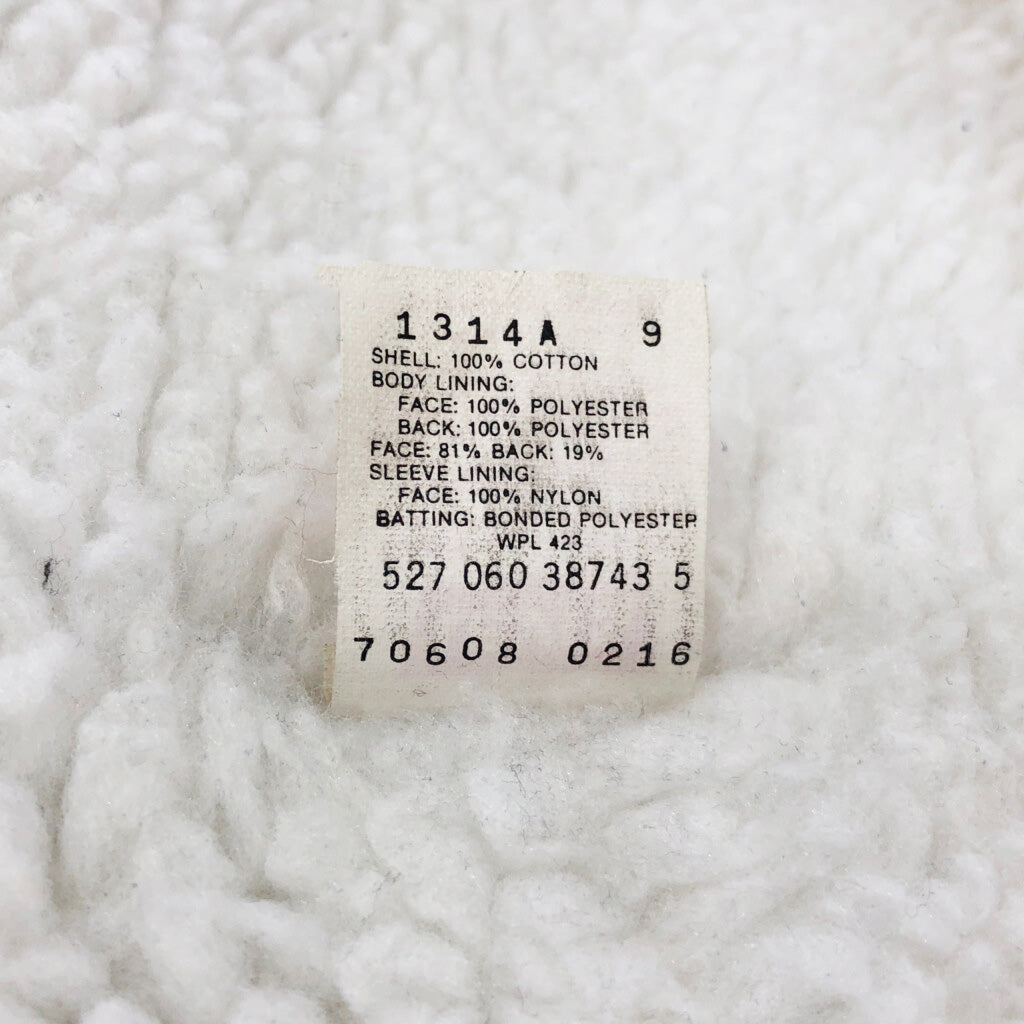 1314A 9
SHELL: 100% COTTON
BODY LINING:
FACE: 100% POLYESTER
BACK: 100% POLYESTER
FACE: 81% BACK: 19%
SLEEVE LINING:
FACE: 100% NYLON
BATTING: BONDED POLYESTER
WPL 423
527 060 38743 5
70608 0216